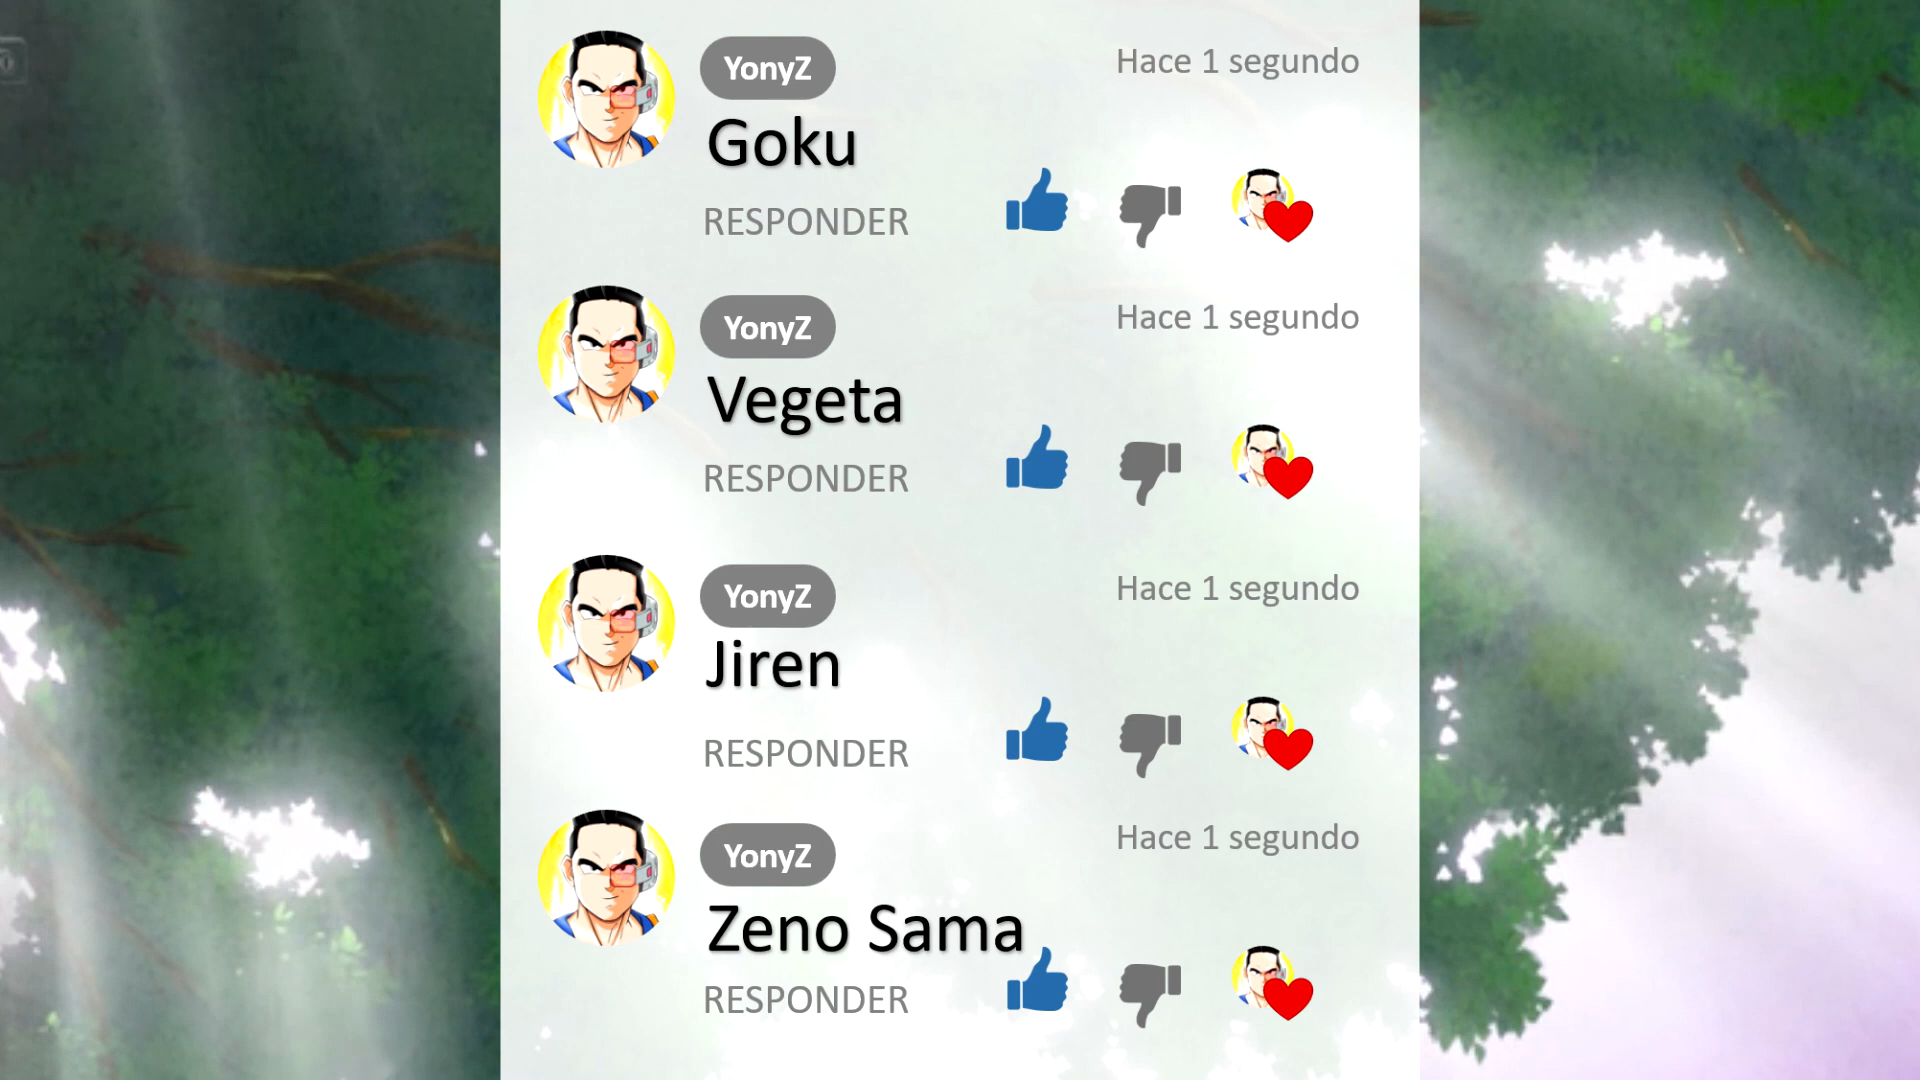 YonyZ
Hace 1 segundo
Goku
RESPONDER
YonyZ
Hace 1 segundo
Vegeta
RESPONDER
YonyZ
Hace 1 segundo
Jiren
RESPONDER
YonyZ
Hace 1 segundo
Zeno Sama
RESPONDER